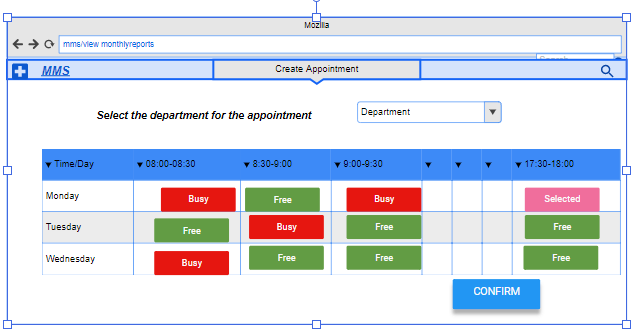 Mozilla
mms/view monthlyreports
Search
MMS
Create Appointment
Select the department for the appointment
Department
Time/Day 08:00-08:30 8:30-9:00 9:00-9:30 17:30-18:00
Monday Busy Free Busy Selected
Tuesday Free Busy Free Free
Wednesday Busy Free Free Free
CONFIRM